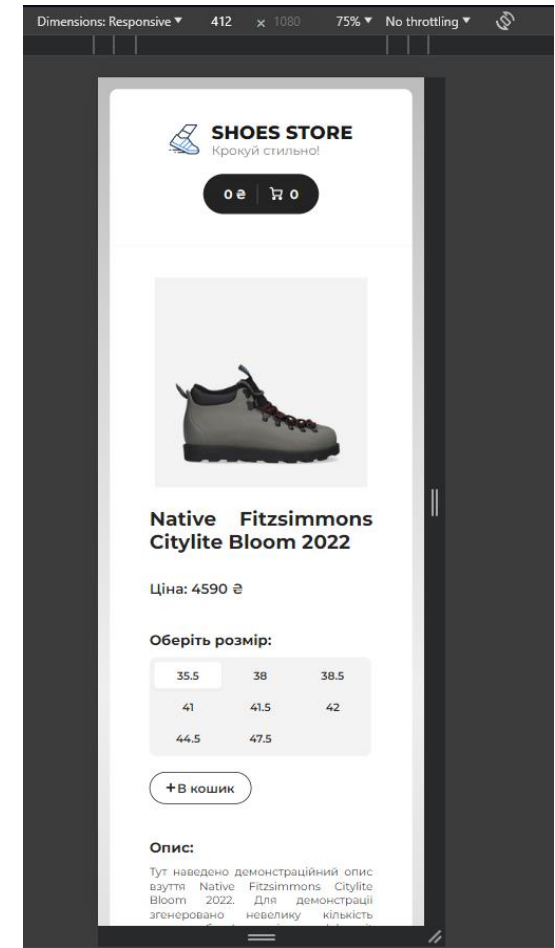 Dimensions: Responsive ▼ 412 × 1080 75% ▼ No throttling ▼
SHOES STORE
Крокуй стильно!
0 ₴ 0
Native Fitzsimmons
Citylite Bloom 2022
Ціна: 4590 ₴
Оберіть розмір:
35.5 38 38.5
41 41.5 42
44.5 47.5
+В кошик
Опис:
Тут наведено демонстраційний опис
взуття Native Fitzsimmons Citylite
Bloom 2022. Для демонстрації
згенеровано невелику кількість